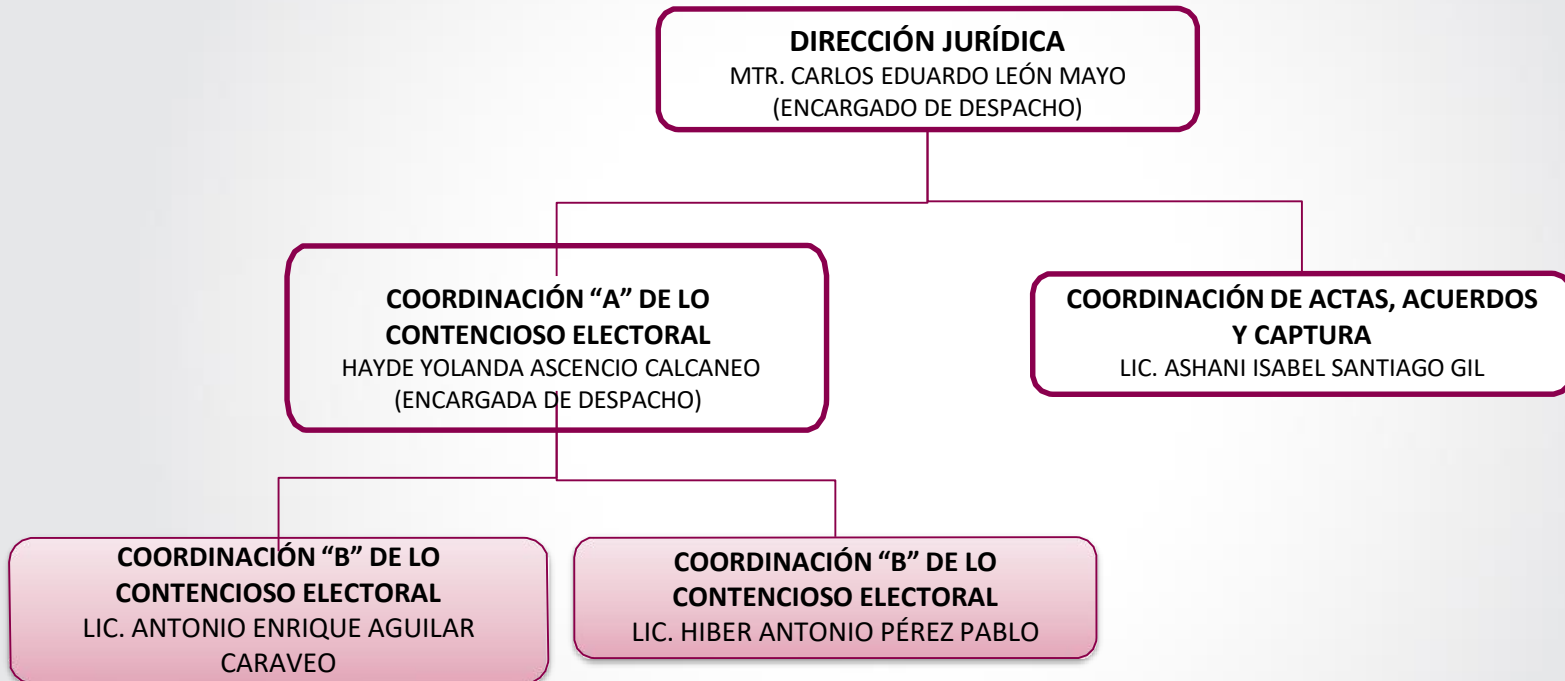 DIRECCIÓN JURÍDICA
MTR. CARLOS EDUARDO LEÓN MAYO
(ENCARGADO DE DESPACHO)
COORDINACIÓN “A” DE LO
CONTENCIOSO ELECTORAL
HAYDE YOLANDA ASCENCIO CALCANEO
(ENCARGADA DE DESPACHO)
COORDINACIÓN DE ACTAS, ACUERDOS
Y CAPTURA
LIC. ASHANI ISABEL SANTIAGO GIL
COORDINACIÓN “B” DE LO
CONTENCIOSO ELECTORAL
LIC. ANTONIO ENRIQUE AGUILAR
CARAVEO
COORDINACIÓN “B” DE LO
CONTENCIOSO ELECTORAL
LIC. HIBER ANTONIO PÉREZ PABLO